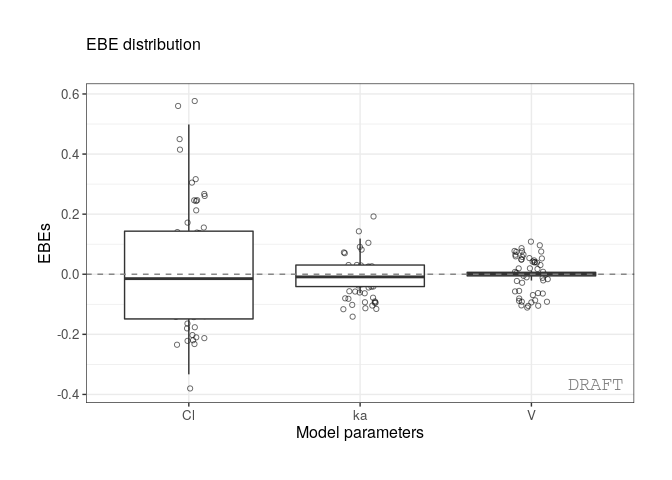 EBE distribution
0.6
0.4
0.2
0.0
-0.2
-0.4
EBEs
DRAFT
Cl ka V
Model parameters